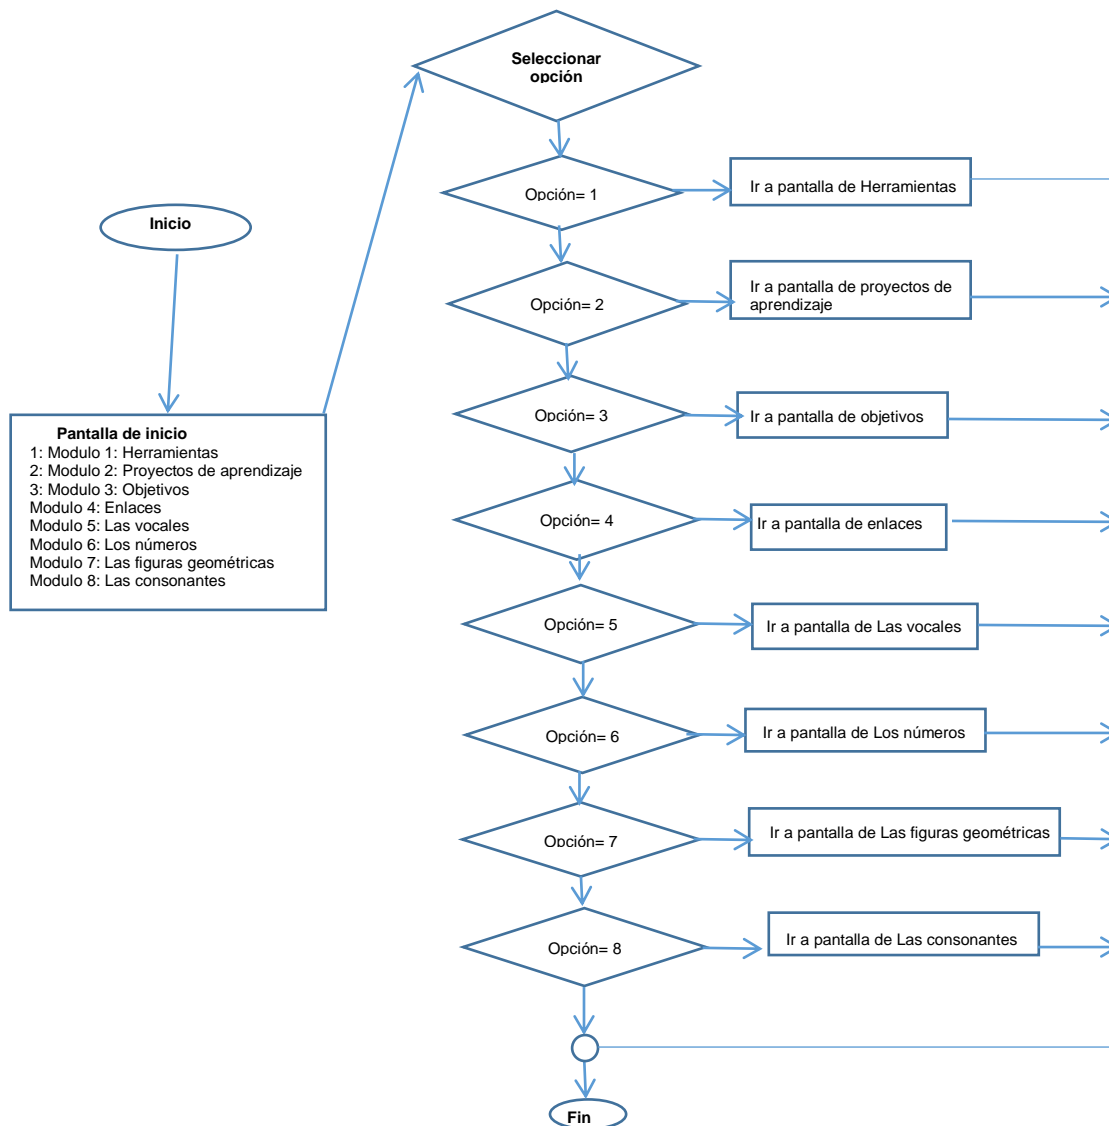 Inicio
Pantalla de inicio
1: Modulo 1: Herramientas
2: Modulo 2: Proyectos de aprendizaje
3: Modulo 3: Objetivos
Modulo 4: Enlaces
Modulo 5: Las vocales
Modulo 6: Los números
Modulo 7: Las figuras geométricas
Modulo 8: Las consonantes
Seleccionar
opción
Opción= 1
Ir a pantalla de Herramientas
Opción= 2
Ir a pantalla de proyectos de
aprendizaje
Opción= 3
Ir a pantalla de objetivos
Opción= 4
Ir a pantalla de enlaces
Opción= 5
Ir a pantalla de Las vocales
Opción= 6
Ir a pantalla de Los números
Opción= 7
Ir a pantalla de Las figuras geométricas
Opción= 8
Ir a pantalla de Las consonantes
Fin